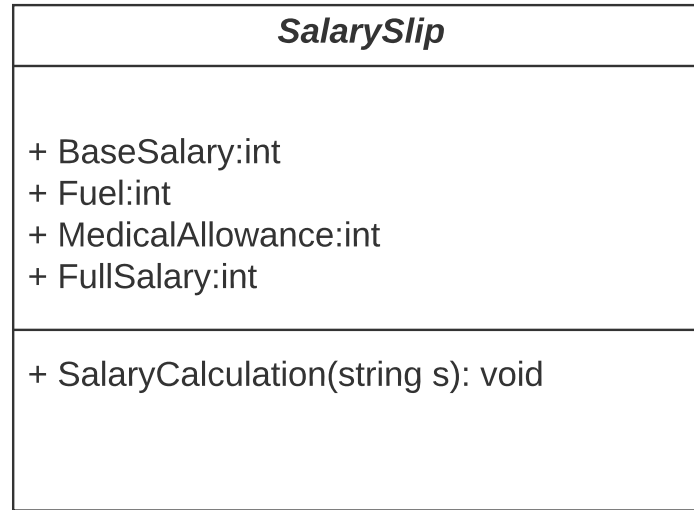 SalarySlip
+ BaseSalary:int
+ Fuel:int
+ MedicalAllowance:int
+ FullSalary:int
+ SalaryCalculation(string s): void